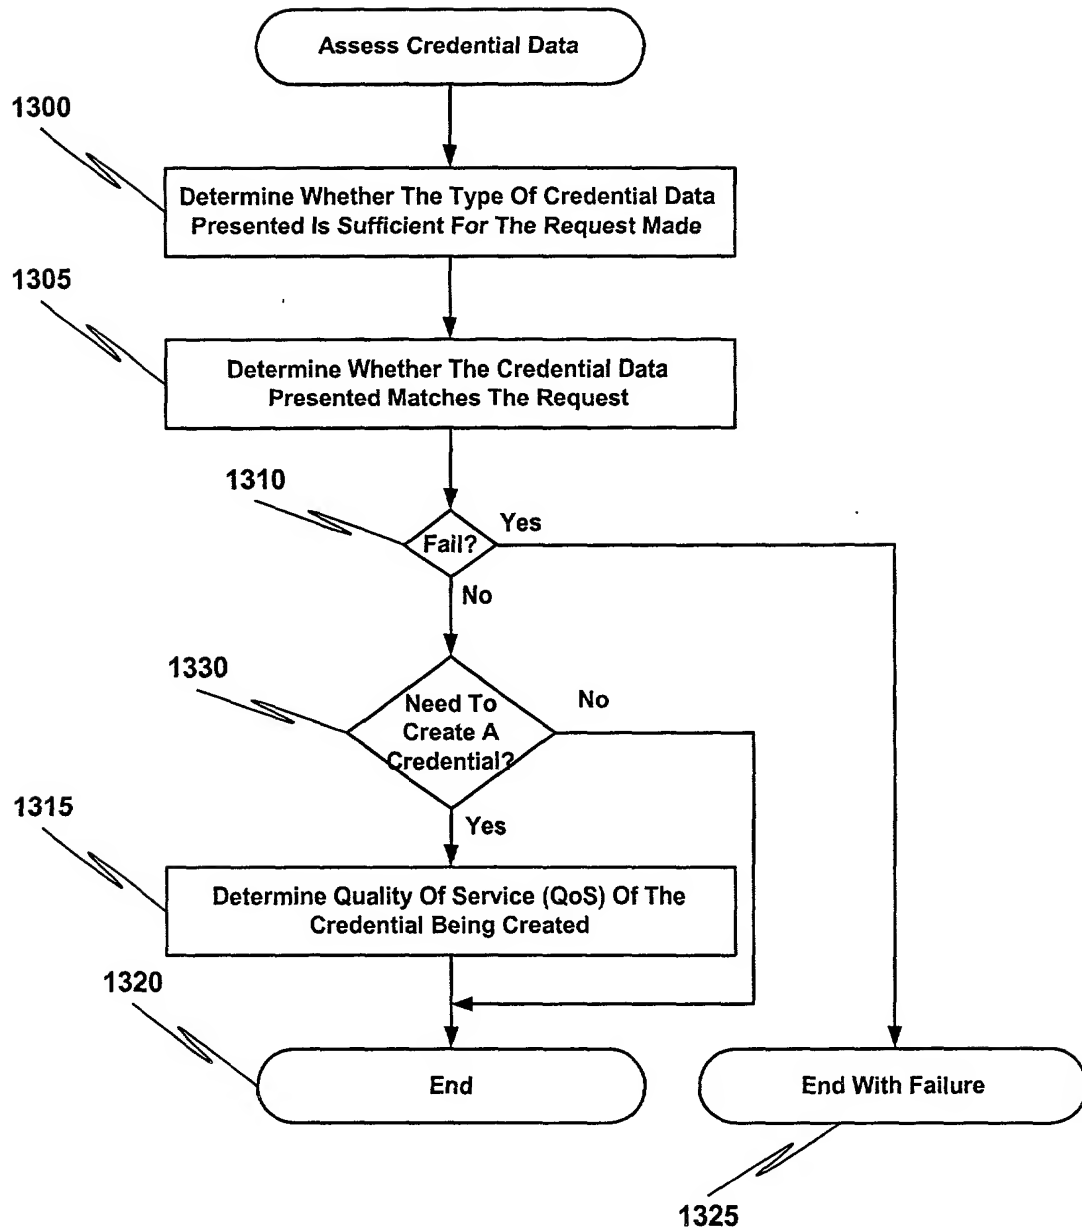 Assess Credential Data
1300
Determine Whether The Type Of Credential Data
Presented Is Sufficient For The Request Made
1305
Determine Whether The Credential Data
Presented Matches The Request
1310
Yes
Fail?
No
1330
Need To
Create A
Credential?
No
1315
Yes
Determine Quality Of Service (QoS) Of The
Credential Being Created
1320
End
End With Failure
1325